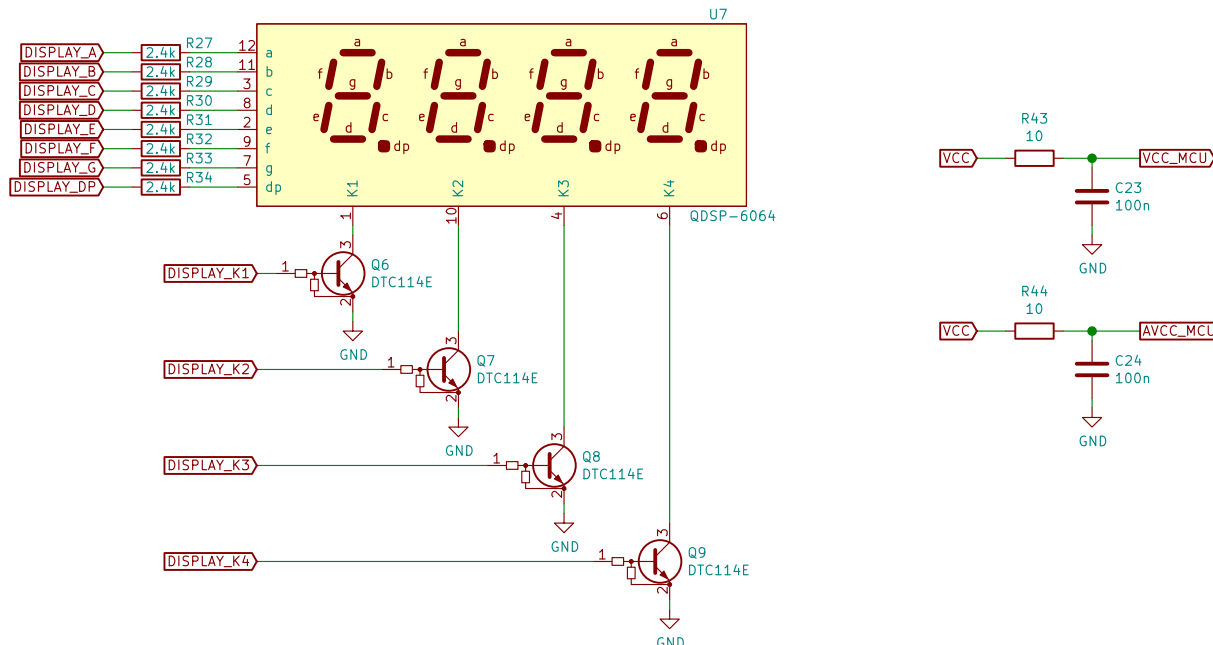 U7
DISPLAY_A 2.4k R27 12 a
DISPLAY_B 2.4k R28 11 b
DISPLAY_C 2.4k R29 3 c
DISPLAY_D 2.4k R30 8 d
DISPLAY_E 2.4k R31 2 e
DISPLAY_F 2.4k R32 9 f
DISPLAY_G 2.4k R33 7 g
DISPLAY_DP 2.4k R34 5 dp
a a a a
f b f b f b f b
g g g g
e c e c e c e c
d d d d
dp dp dp dp
K1 K2 K3 K4
1 10 4 6
QDSP-6064
DISPLAY_K1 1 3 2 Q6
DTC114E
GND
DISPLAY_K2 1 3 2 Q7
DTC114E
GND
DISPLAY_K3 1 3 2 Q8
DTC114E
GND
DISPLAY_K4 1 3 2 Q9
DTC114E
GND
R43
10
VCC VCC_MCU
C23
100n
GND
R44
10
VCC AVCC_MCU
C24
100n
GND